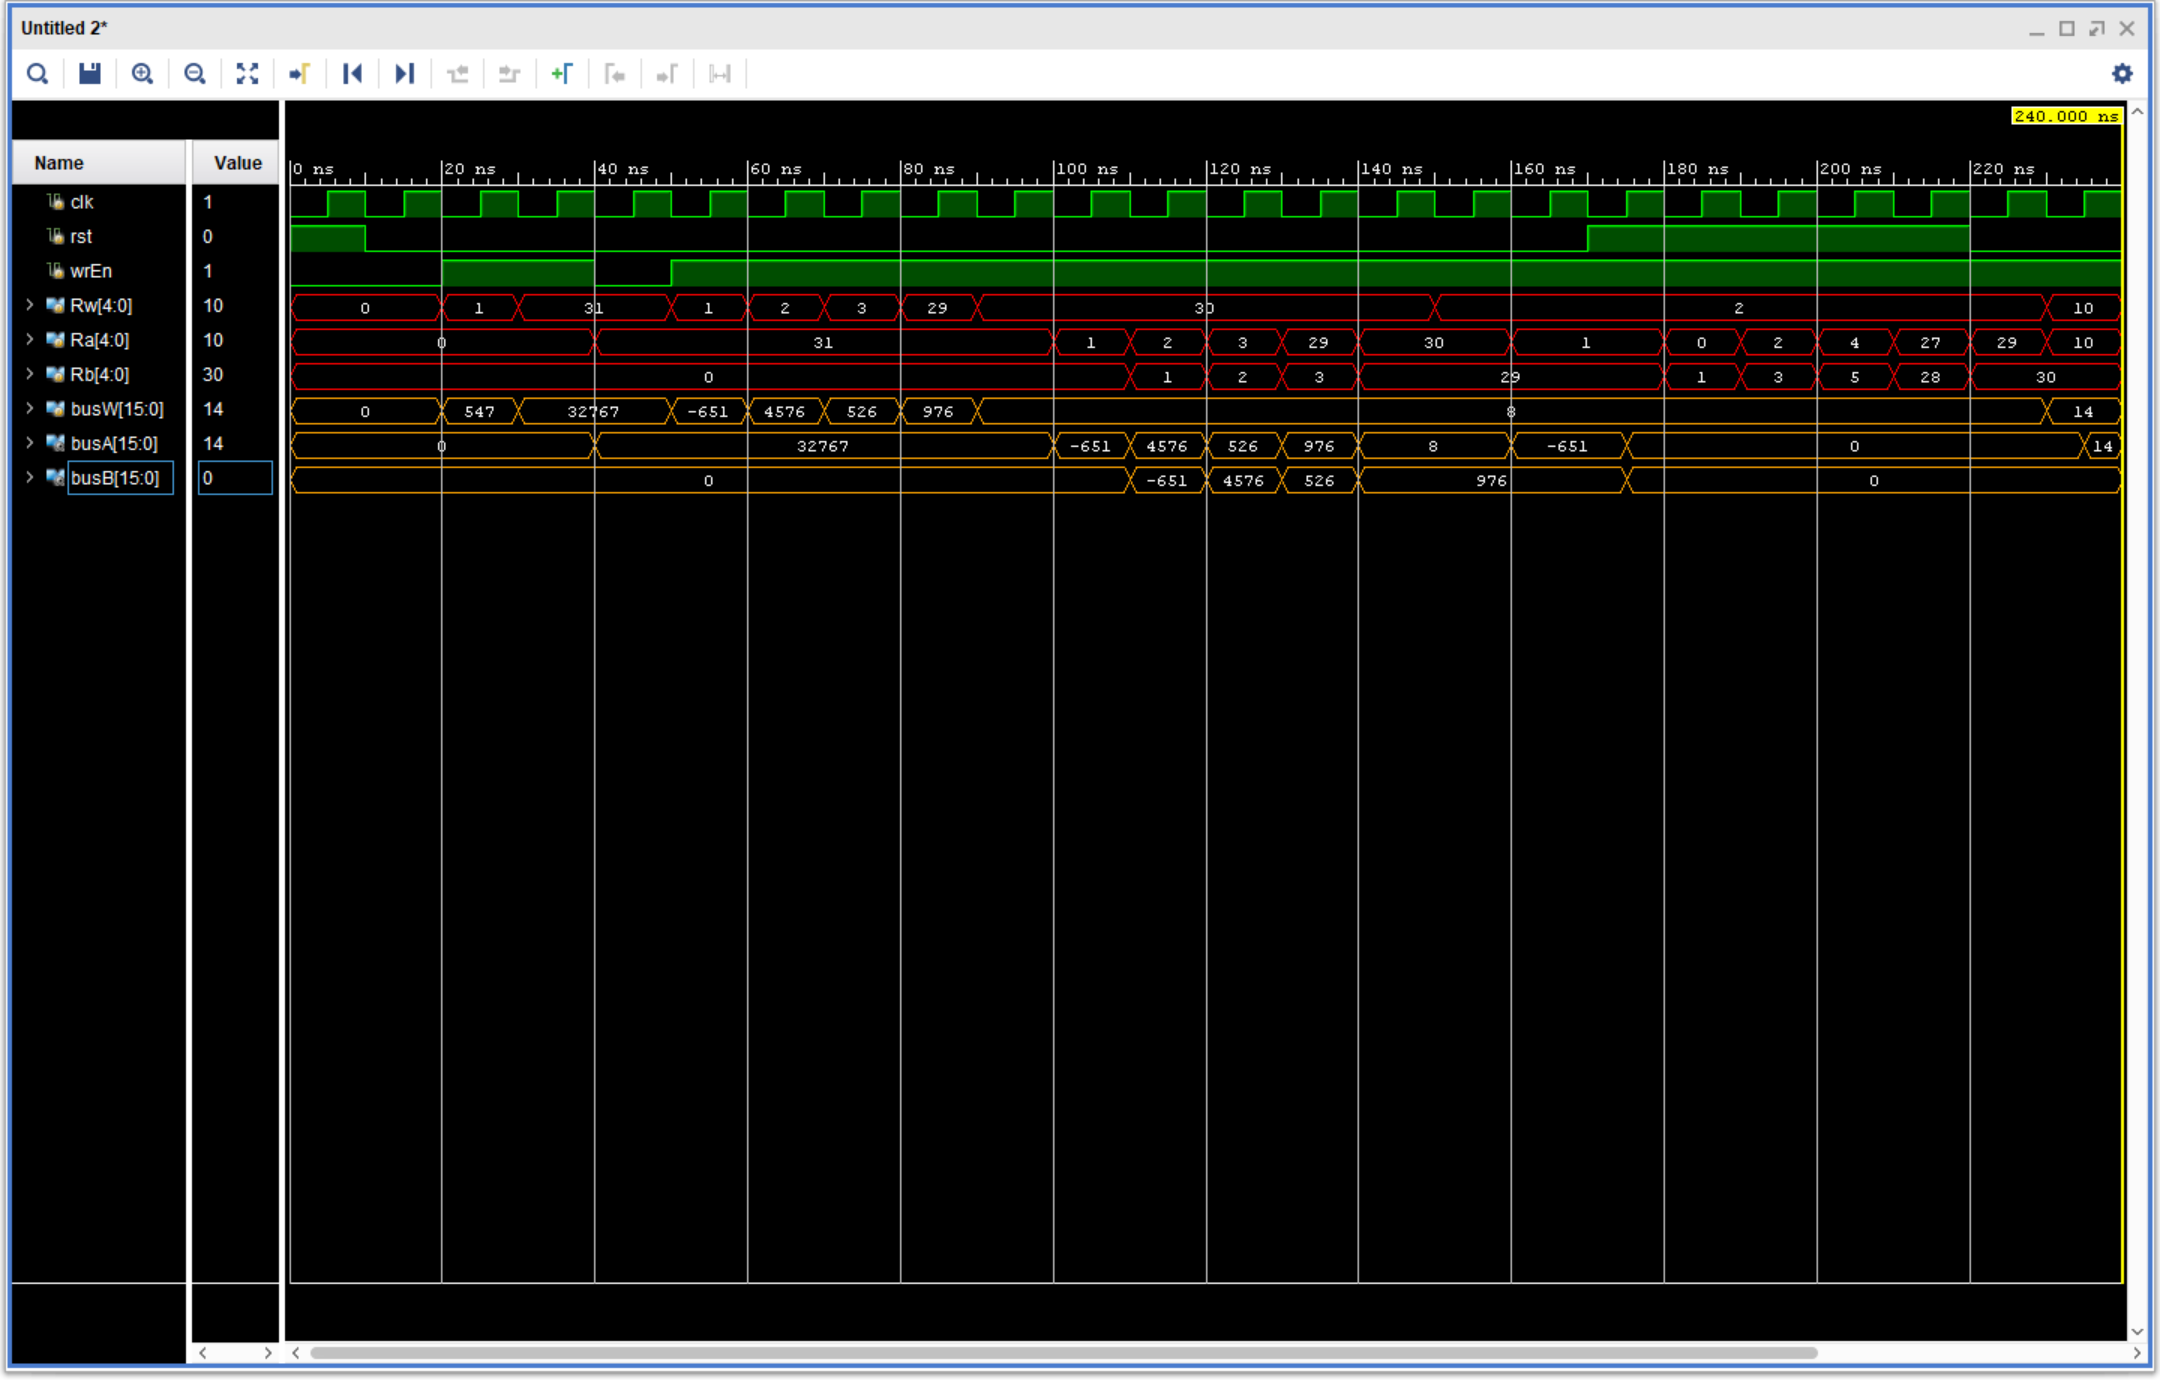 Untitled 2*
240.000 ns
Name Value
0 ns 20 ns 40 ns 60 ns 80 ns 100 ns 120 ns 140 ns 160 ns 180 ns 200 ns 220 ns
clk 1
rst 0
wrEn 1
Rw[4:0] 10 0 1 31 1 2 3 29 30 2 10
Ra[4:0] 10 0 31 1 2 3 29 30 1 0 2 4 27 29 10
Rb[4:0] 30 0 1 2 3 29 1 3 5 28 30
busW[15:0] 14 0 547 32767 -651 4576 526 976 8 14
busA[15:0] 14 0 32767 -651 4576 526 976 8 -651 0 14
busB[15:0] 0 0 -651 4576 526 976 0